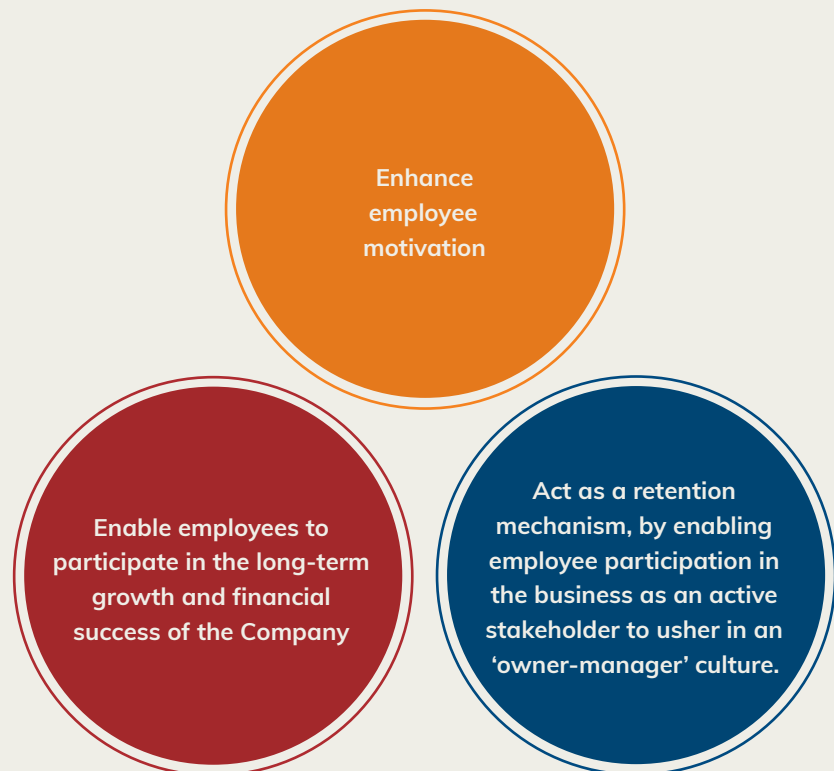 Enhance
employee
motivation
Enable employees to
participate in the long-term
growth and financial
success of the Company
Act as a retention
mechanism, by enabling
employee participation in
the business as an active
stakeholder to usher in an
‘owner-manager’ culture.